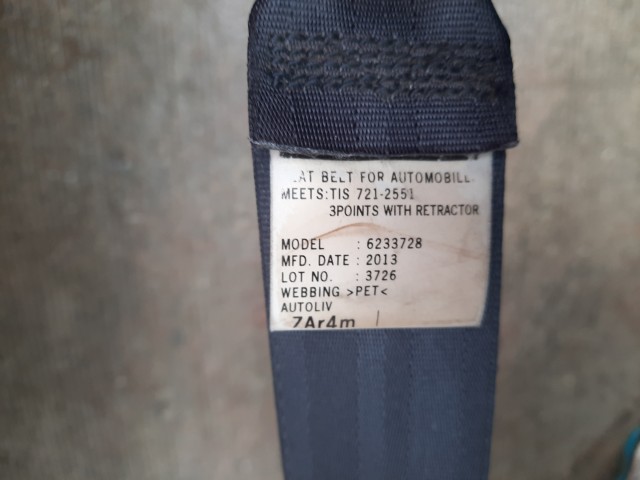 AT BELT FOR AUTOMOBILE
MEETS:TIS 721-2551
3POINTS WITH RETRACTOR
MODEL : 6233728
MFD. DATE : 2013
LOT NO. : 3726
WEBBING >PET<
AUTOLIV
7Ar4m